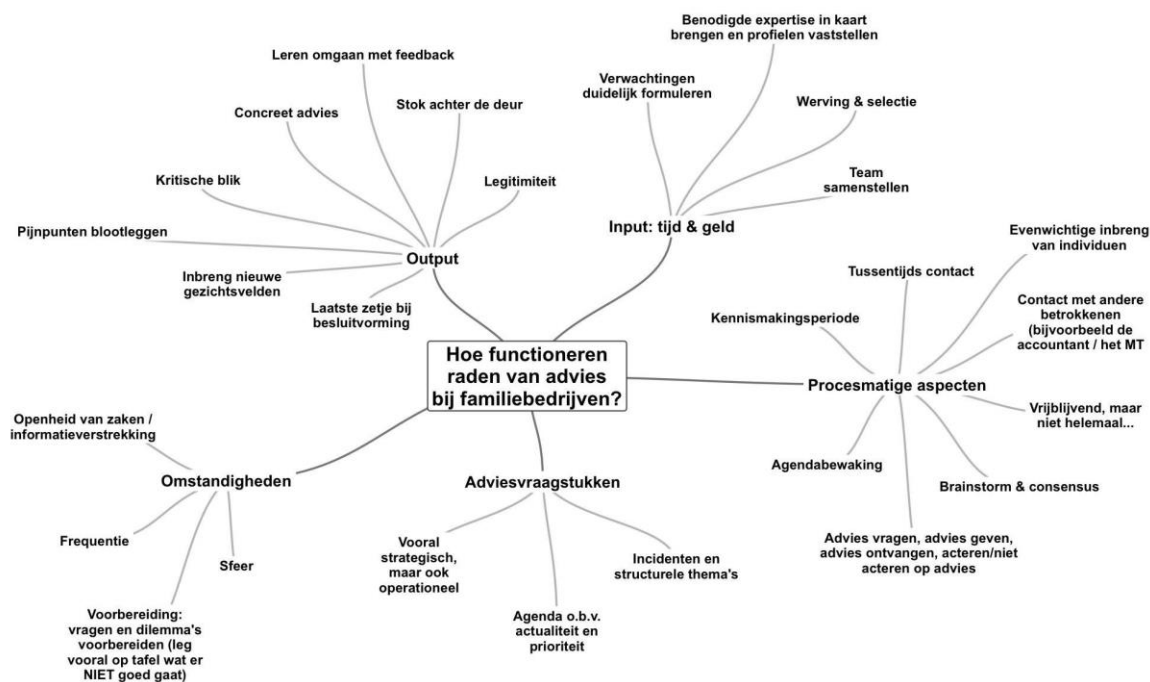 Hoe functioneren
raden van advies
bij familiebedrijven?
Output
Leren omgaan met feedback
Stok achter de deur
Concreet advies
Legitimiteit
Kritische blik
Pijnpunten blootleggen
Inbreng nieuwe
gezichtsvelden
Laatste zetje bij
besluitvorming
Input: tijd & geld
Benodigde expertise in kaart
brengen en profielen vaststellen
Verwachtingen
duidelijk formuleren
Werving & selectie
Team
samenstellen
Procesmatige aspecten
Evenwichtige inbreng
van individuen
Tussentijds contact
Contact met andere
betrokkenen
(bijvoorbeeld de
accountant / het MT
Kennismakingsperiode
Vrijblijvend, maar
niet helemaal...
Agendabewaking
Brainstorm & consensus
Advies vragen, advies geven,
advies ontvangen, acteren/niet
acteren op advies
Adviesvraagstukken
Vooral
strategisch,
maar ook
operationeel
Incidenten en
structurele thema's
Agenda o.b.v.
actualiteit en
prioriteit
Omstandigheden
Openheid van zaken /
informatieverstrekking
Frequentie
Sfeer
Voorbereiding:
vragen en dilemma's
voorbereiden (leg
vooral op tafel wat er
NIET goed gaat)